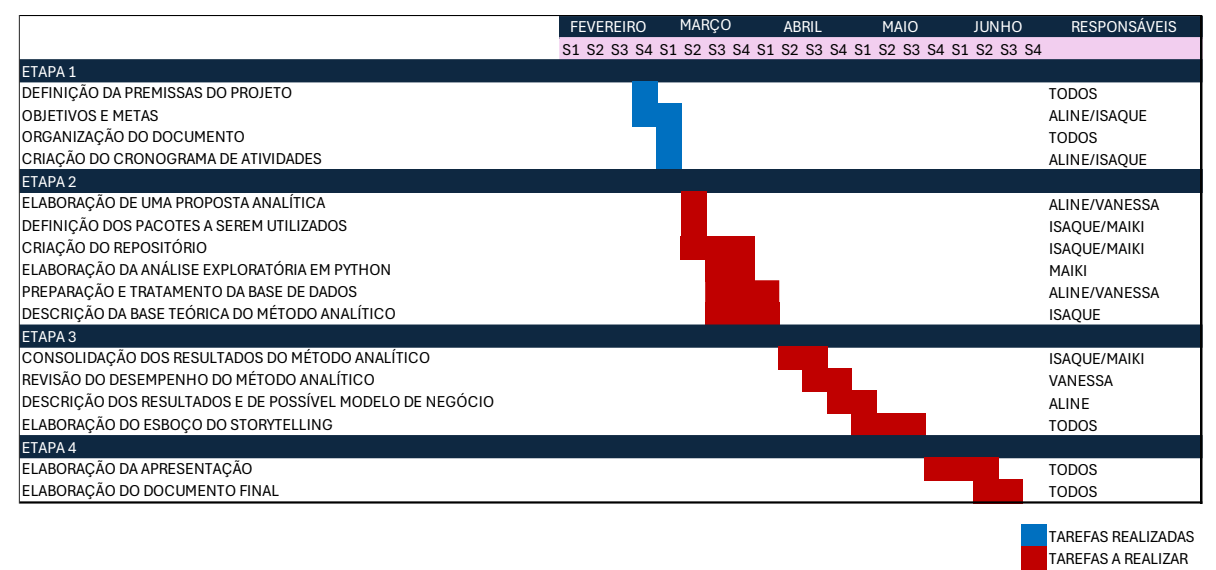 FEVEREIRO MARÇO ABRIL MAIO JUNHO RESPONSÁVEIS
S1 S2 S3 S4 S1 S2 S3 S4 S1 S2 S3 S4 S1 S2 S3 S4 S1 S2 S3 S4
ETAPA 1
DEFINIÇÃO DA PREMISSAS DO PROJETO TODOS
OBJETIVOS E METAS ALINE/ISAQUE
ORGANIZAÇÃO DO DOCUMENTO TODOS
CRIAÇÃO DO CRONOGRAMA DE ATIVIDADES ALINE/ISAQUE
ETAPA 2
ELABORAÇÃO DE UMA PROPOSTA ANALÍTICA ALINE/VANESSA
DEFINIÇÃO DOS PACOTES A SEREM UTILIZADOS ISAQUE/MAIKI
CRIAÇÃO DO REPOSITÓRIO ISAQUE/MAIKI
ELABORAÇÃO DA ANÁLISE EXPLORATÓRIA EM PYTHON MAIKI
PREPARAÇÃO E TRATAMENTO DA BASE DE DADOS ALINE/VANESSA
DESCRIÇÃO DA BASE TEÓRICA DO MÉTODO ANALÍTICO ISAQUE
ETAPA 3
CONSOLIDAÇÃO DOS RESULTADOS DO MÉTODO ANALÍTICO ISAQUE/MAIKI
REVISÃO DO DESEMPENHO DO MÉTODO ANALÍTICO VANESSA
DESCRIÇÃO DOS RESULTADOS E DE POSSÍVEL MODELO DE NEGÓCIO ALINE
ELABORAÇÃO DO ESBOÇO DO STORYTELLING TODOS
ETAPA 4
ELABORAÇÃO DA APRESENTAÇÃO TODOS
ELABORAÇÃO DO DOCUMENTO FINAL TODOS
TAREFAS REALIZADAS
TAREFAS A REALIZAR